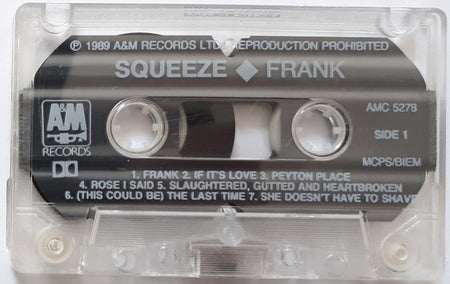 ℗ 1989 A&M RECORDS LTD. REPRODUCTION PROHIBITED
SQUEEZE ◆ FRANK
AMC 5278
A&M
RECORDS
SIDE 1
MCPS/BIEM
1. FRANK 2. IF IT'S LOVE 3. PEYTON PLACE
4. ROSE I SAID 5. SLAUGHTERED, GUTTED AND HEARTBROKEN
6. (THIS COULD BE) THE LAST TIME 7. SHE DOESN'T HAVE TO SHAVE